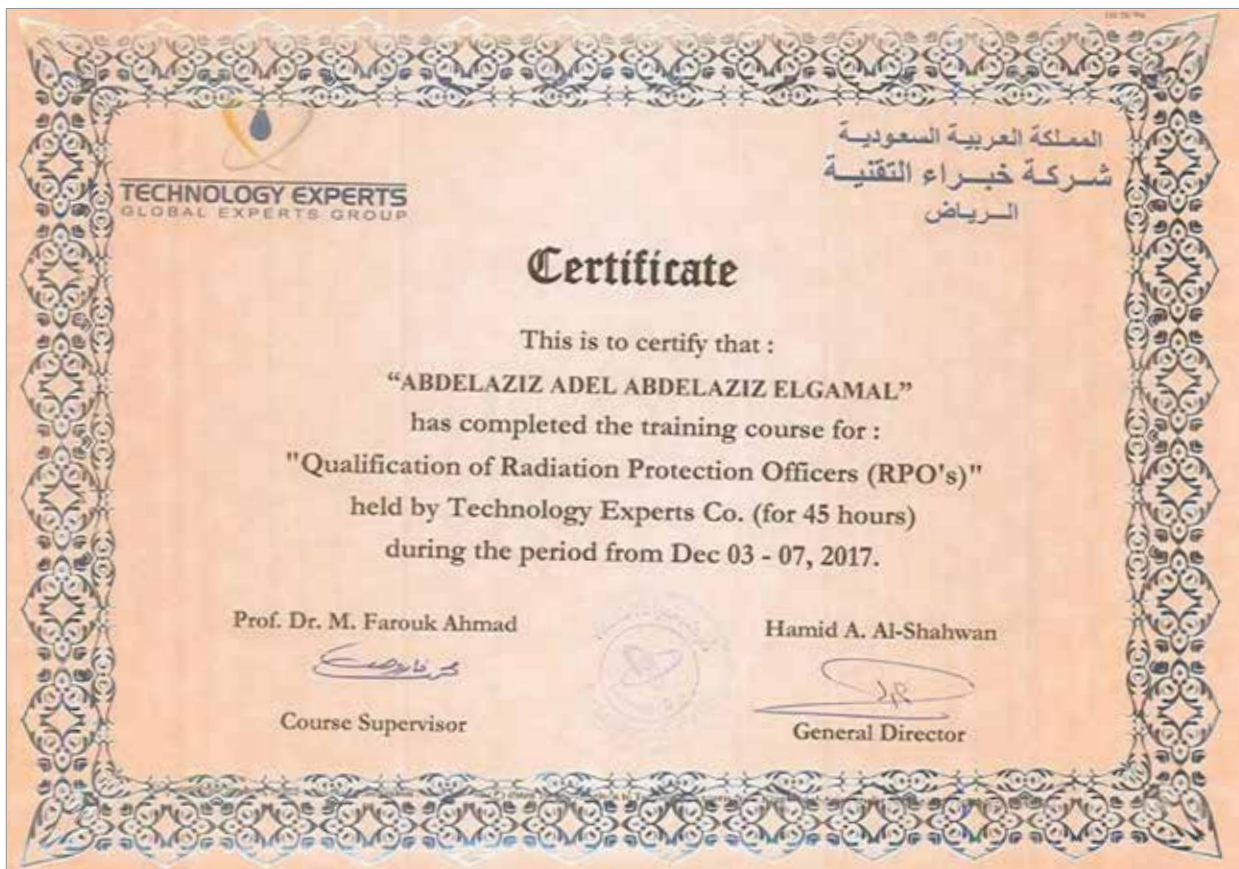 TECHNOLOGY EXPERTS
GLOBAL EXPERTS GROUP
المملكة العربية السعودية
شركة خبراء التقنية
الرياض
Certificate
This is to certify that :
“ABDELAZIZ ADEL ABDELAZIZ ELGAMAL”
has completed the training course for :
"Qualification of Radiation Protection Officers (RPO's)"
held by Technology Experts Co. (for 45 hours)
during the period from Dec 03 - 07, 2017.
Prof. Dr. M. Farouk Ahmad
Hamid A. Al-Shahwan
Course Supervisor
General Director